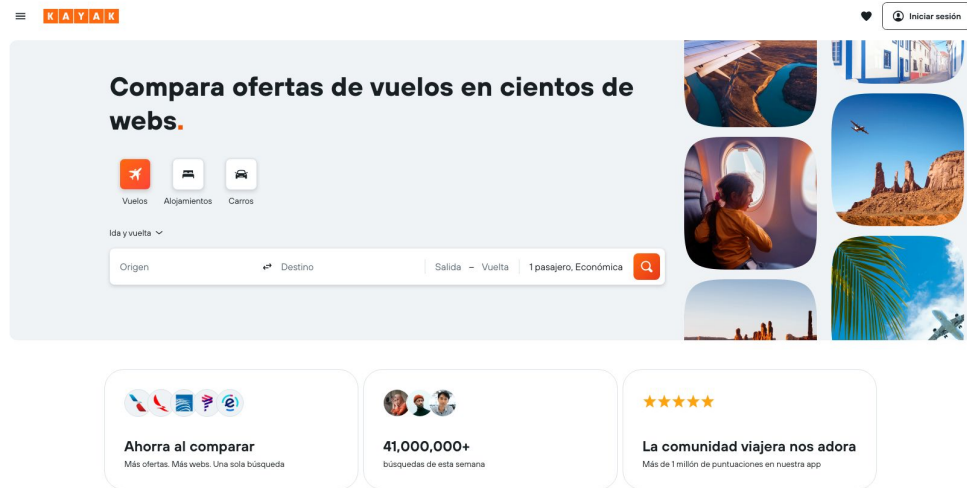 KAYAK
Iniciar sesión
Compara ofertas de vuelos en cientos de
webs.
Vuelos
Alojamientos
Carros
Ida y vuelta
Origen
Destino
Salida – Vuelta
1 pasajero, Económica
Ahorra al comparar
Más ofertas. Más webs. Una sola búsqueda
41,000,000+
búsquedas de esta semana
La comunidad viajera nos adora
Más de 1 millón de puntuaciones en nuestra app